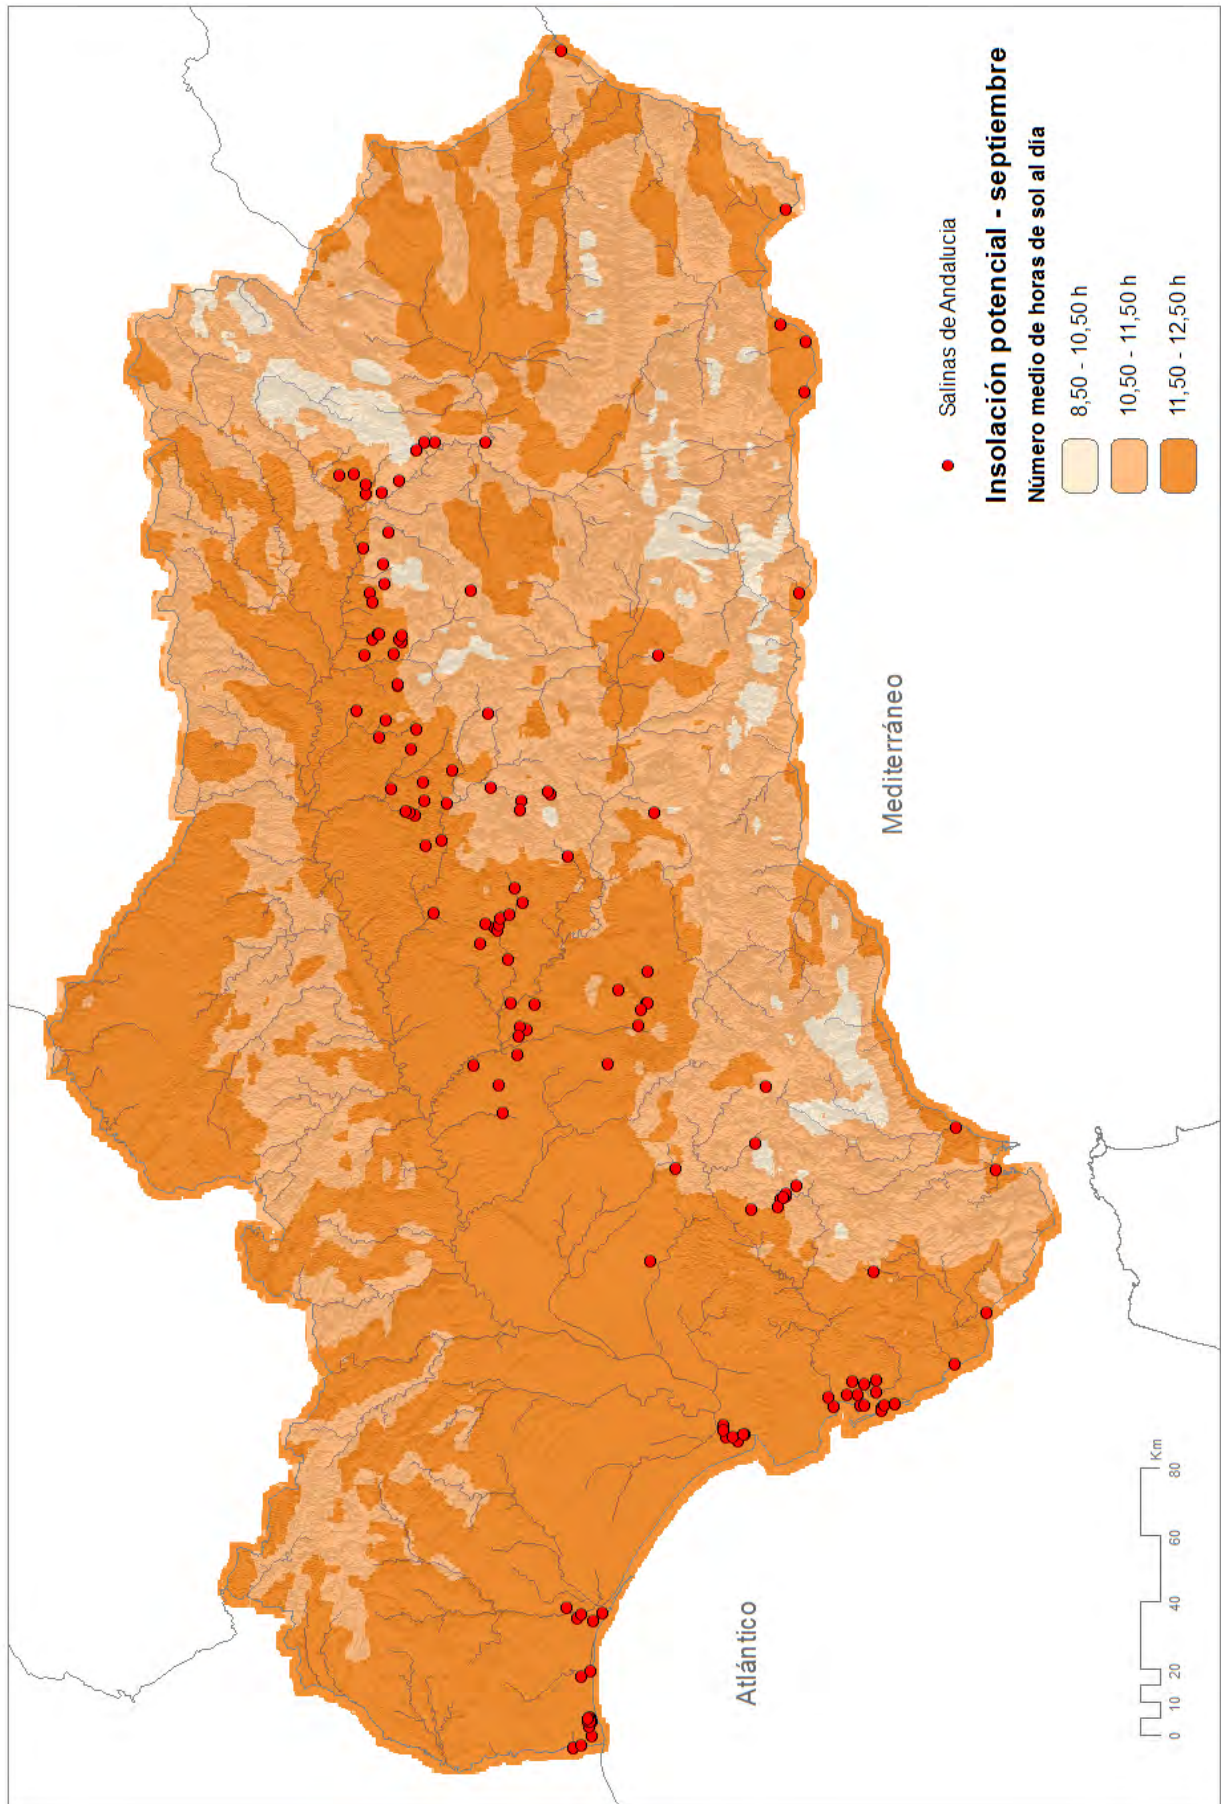 Salinas de Andalucia
Insolación potencial - septiembre
Número medio de horas de sol al día
8,50 - 10,50 h
10,50 - 11,50 h
11,50 - 12,50 h
Mediterráneo
Atlántico
Km
0 10 20 40 60 80